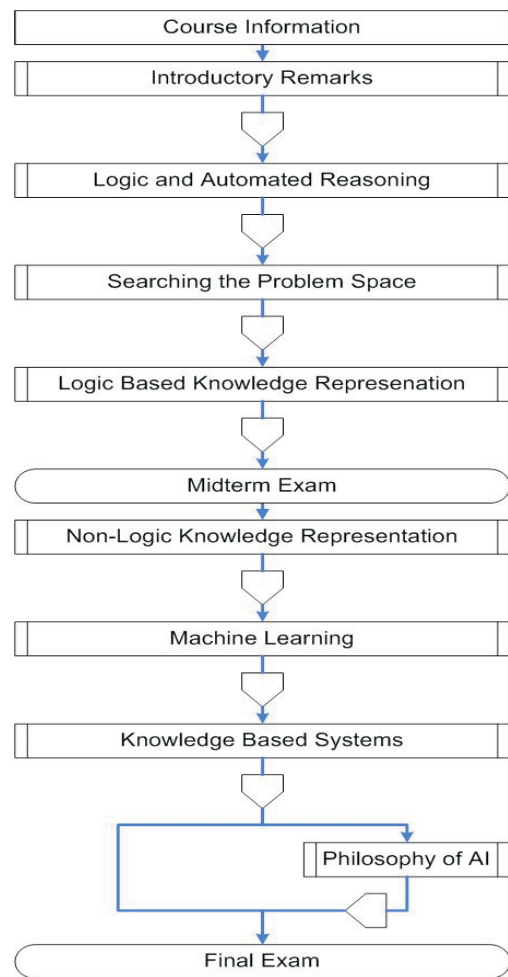 Course Information
Introductory Remarks
Logic and Automated Reasoning
Searching the Problem Space
Logic Based Knowledge Represenation
Midterm Exam
Non-Logic Knowledge Representation
Machine Learning
Knowledge Based Systems
Philosophy of AI
Final Exam